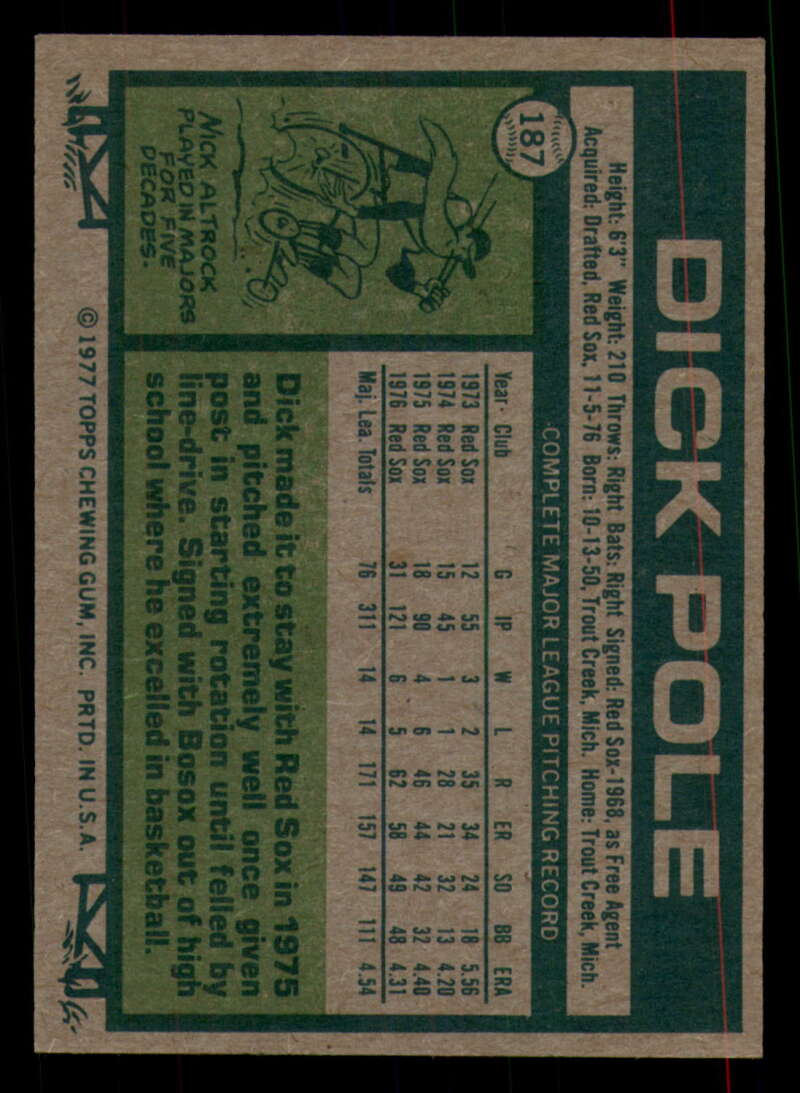 187
DICK POLE
Height: 6'3" Weight: 210 Throws: Right Bats: Right Signed: Red Sox-1968, as Free Agent
Acquired: Drafted, Red Sox, 11-5-76 Born: 10-13-50, Trout Creek, Mich. Home: Trout Creek, Mich.
COMPLETE MAJOR LEAGUE PITCHING RECORD
Year Club G IP W L R ER SO BB ERA
1973 Red Sox 12 55 3 2 35 34 24 18 5.56
1974 Red Sox 15 45 1 1 28 21 32 13 4.20
1975 Red Sox 18 90 4 6 46 44 42 32 4.40
1976 Red Sox 31 121 6 5 62 58 49 48 4.31
Maj. Lea. Totals 76 311 14 14 171 157 147 111 4.54
NICK ALTROCK
PLAYED IN MAJORS
FOR FIVE
DECADES.
Dick made it to stay with Red Sox in 1975
and pitched extremely well once given
post in starting rotation until felled by
line-drive. Signed with Bosox out of high
school where he excelled in basketball.
© 1977 TOPPS CHEWING GUM, INC. PRTD. IN U.S.A.